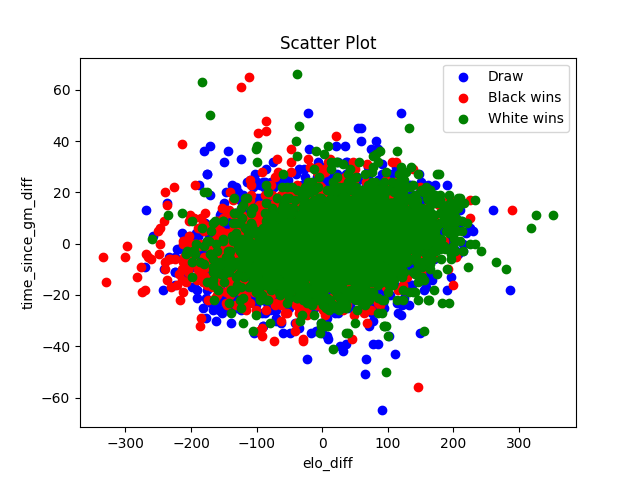 Scatter Plot
Draw
Black wins
White wins
60
40
20
0
−20
−40
−60
time_since_gm_diff
−300 −200 −100 0 100 200 300
elo_diff